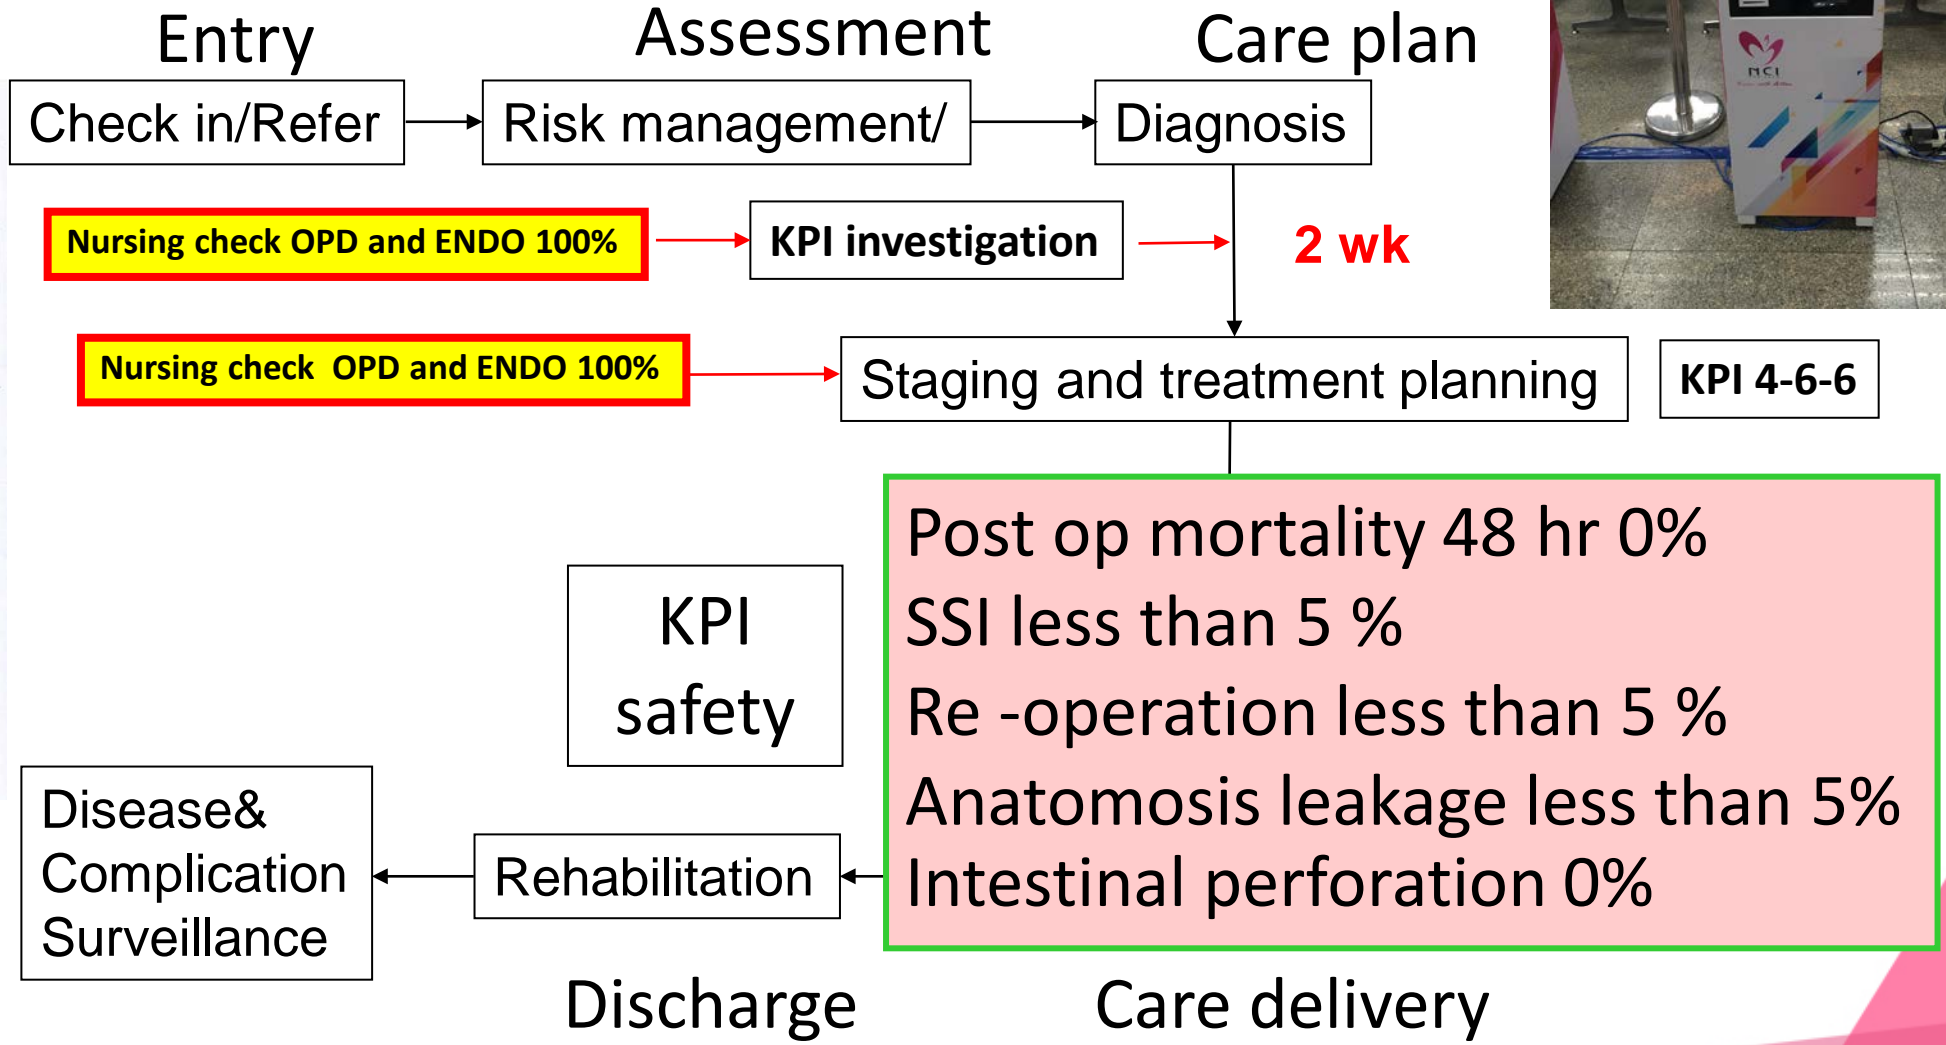 Entry
Assessment
Care plan
NCI
Check in/Refer
Risk management/
Diagnosis
Nursing check OPD and ENDO 100%
KPI investigation
2 wk
Nursing check OPD and ENDO 100%
Staging and treatment planning
KPI 4-6-6
Post op mortality 48 hr 0%
SSI less than 5 %
Re -operation less than 5 %
Anatomosis leakage less than 5%
Intestinal perforation 0%
KPI
safety
Disease&
Complication
Surveillance
Rehabilitation
Discharge
Care delivery